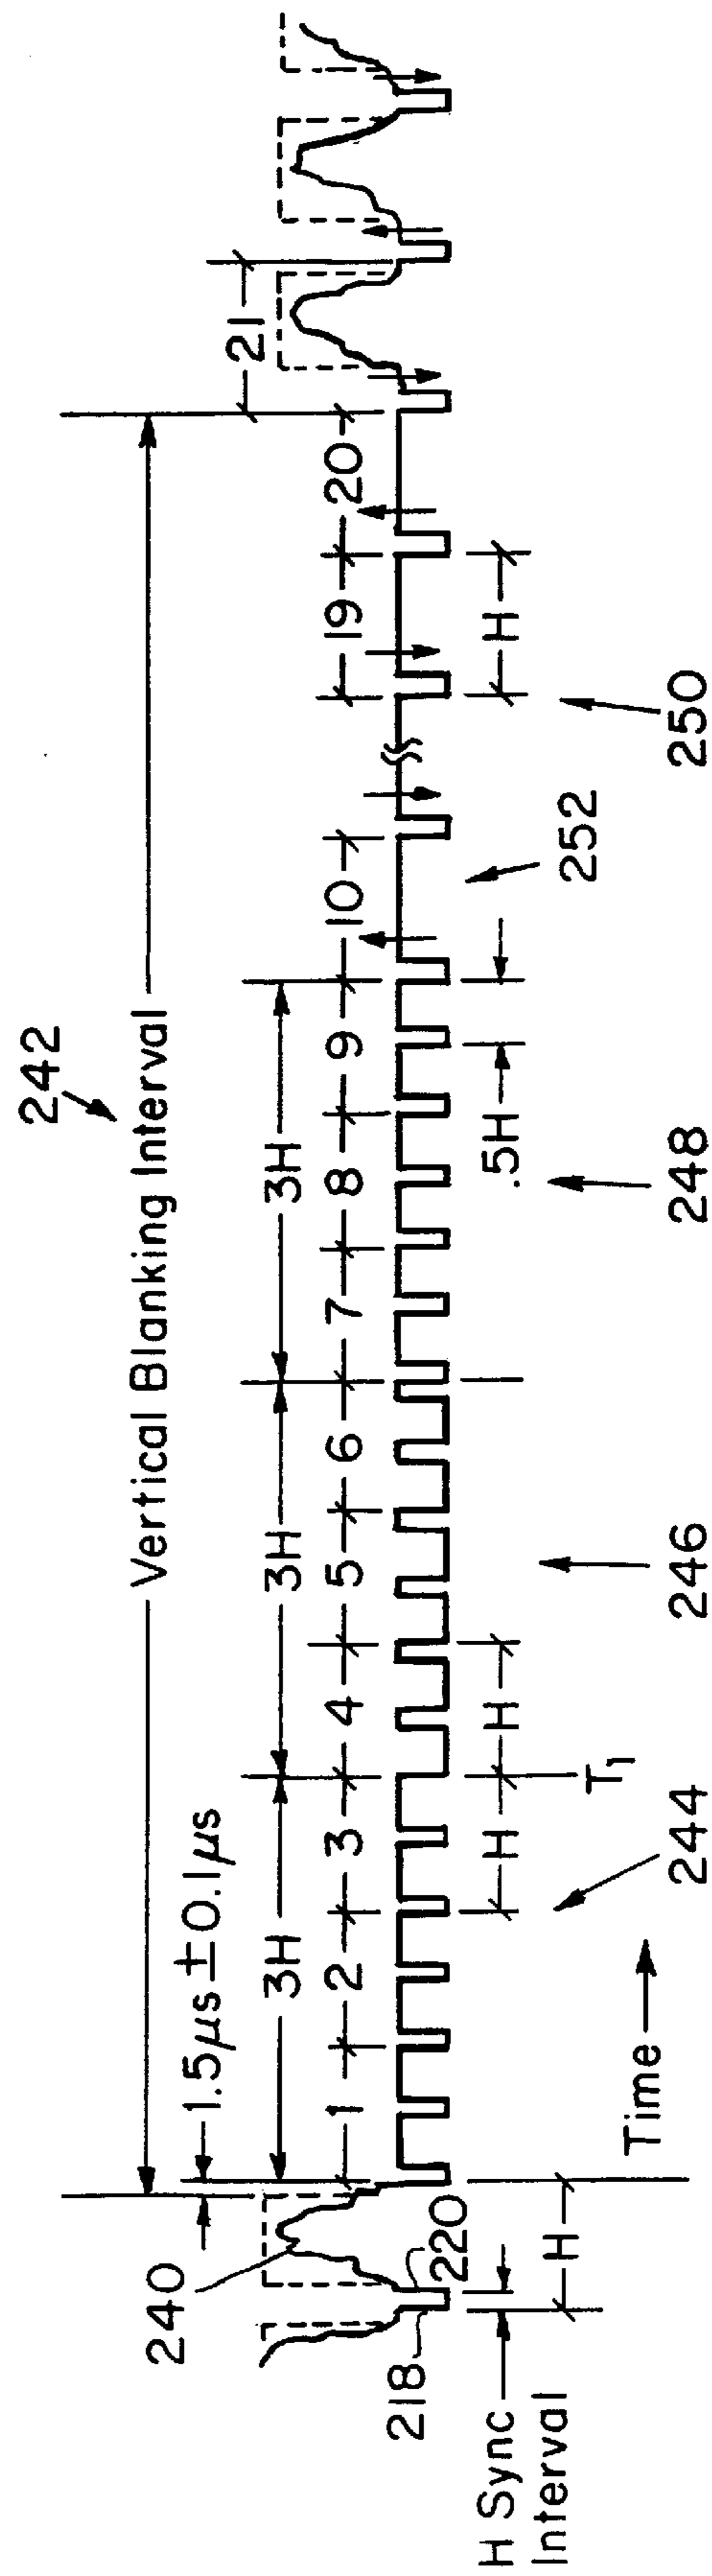 242
Vertical Blanking Interval
1.5µs ± 0.1µs
3H
3H
3H
21
240
1
2
3
4
5
6
7
8
9
10
19
20
218
220
H Sync
Interval
H
H
H
.5H
H
T1
Time
244
246
248
252
250